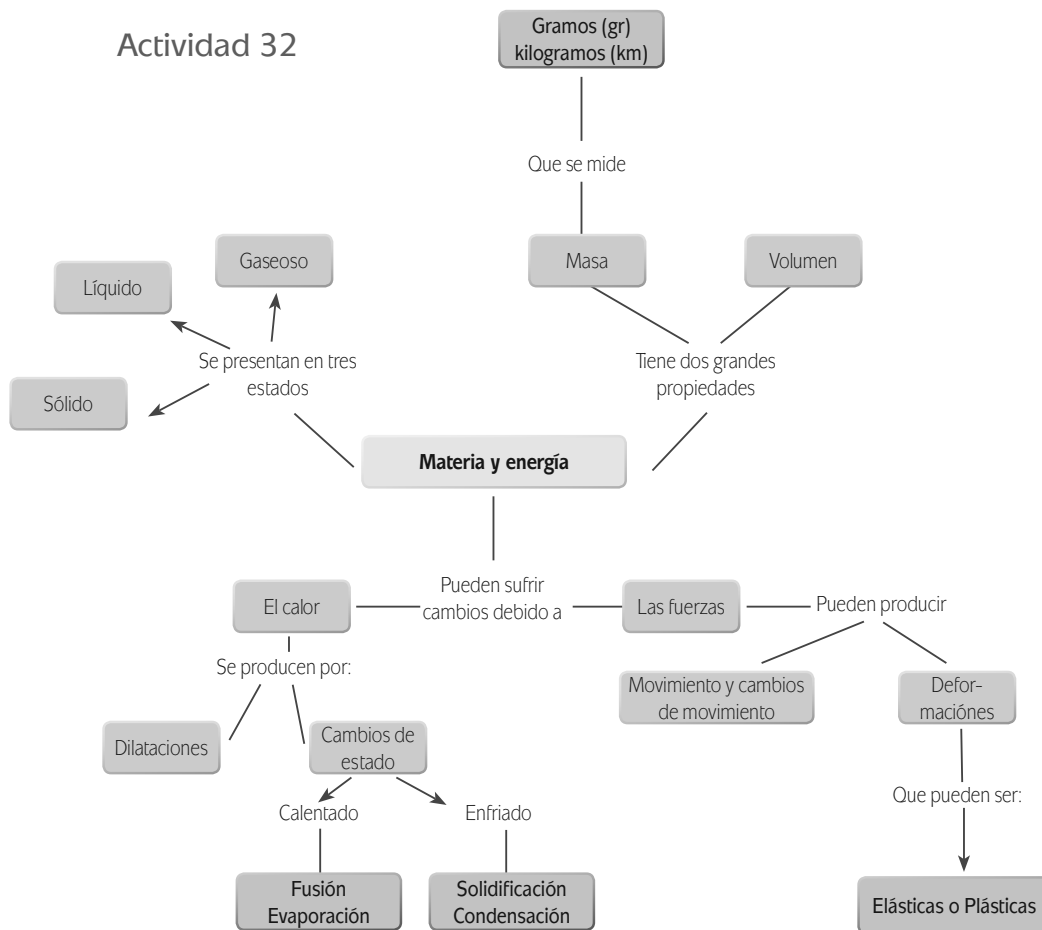 Actividad 32
Gramos (gr)
kilogramos (km)
Que se mide
Masa
Volumen
Tiene dos grandes
propiedades
Gaseoso
Líquido
Sólido
Se presentan en tres
estados
Materia y energía
Pueden sufrir
cambios debido a
El calor
Se producen por:
Dilataciones
Cambios de
estado
Calentado
Enfriado
Fusión
Evaporación
Solidificación
Condensación
Las fuerzas
Pueden producir
Movimiento y cambios
de movimiento
Defor-
maciónes
Que pueden ser:
Elásticas o Plásticas